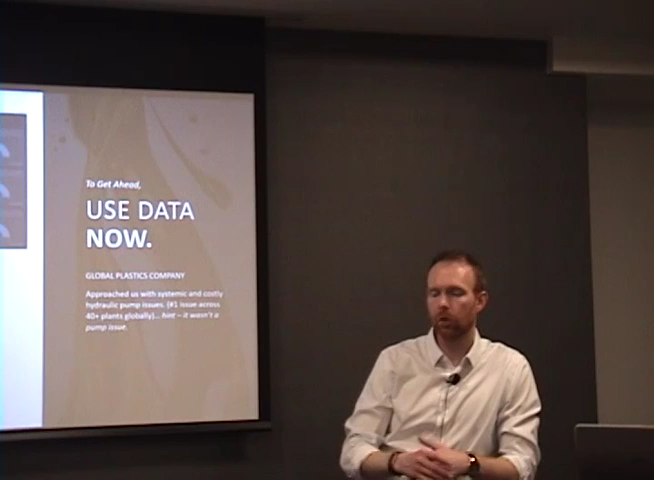 To Get Ahead,
USE DATA
NOW.
GLOBAL PLASTICS COMPANY
Approached us with systemic and costly
hydraulic pump issues. (#1 issue across
40+ plants globally)... hint – it wasn't a
pump issue.